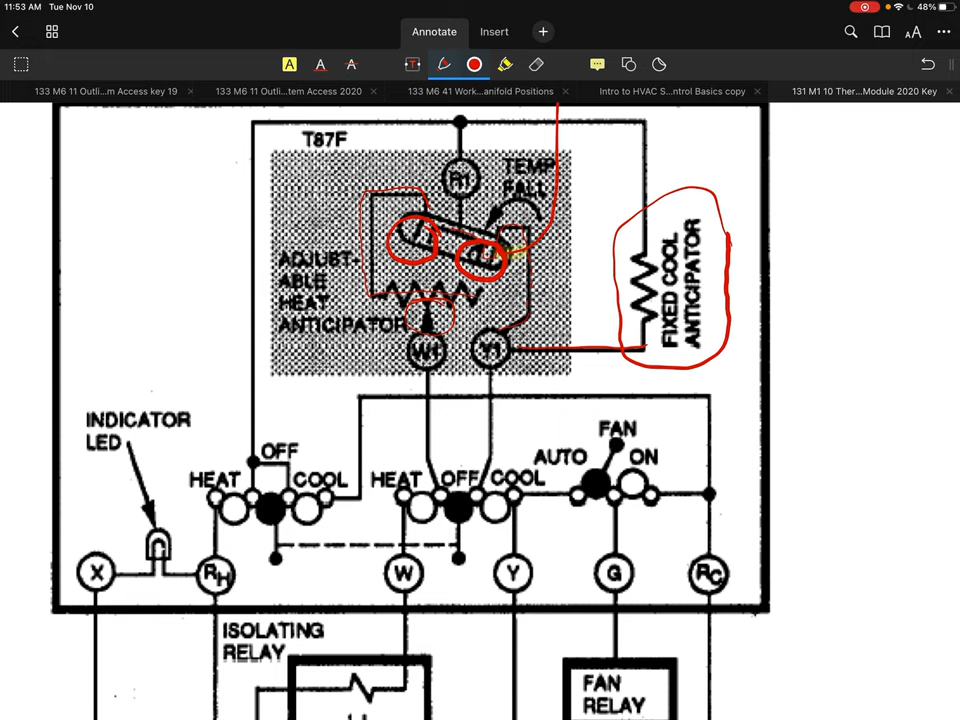 11:53 AM Tue Nov 10
48%
Annotate
Insert
133 M6 11 Outli...m Access key 19
133 M6 11 Outli...tem Access 2020
133 M6 41 Work...anifold Positions
Intro to HVAC S...ntrol Basics copy
131 M1 10 Ther...Module 2020 Key
T87F
R1
TEMP
FALL
ADJUST-
ABLE
HEAT
ANTICIPATOR
W1
Y1
FIXED COOL
ANTICIPATOR
INDICATOR
LED
OFF
HEAT
COOL
HEAT
OFF
COOL
FAN
AUTO
ON
X
RH
W
Y
G
RC
ISOLATING
RELAY
FAN
RELAY